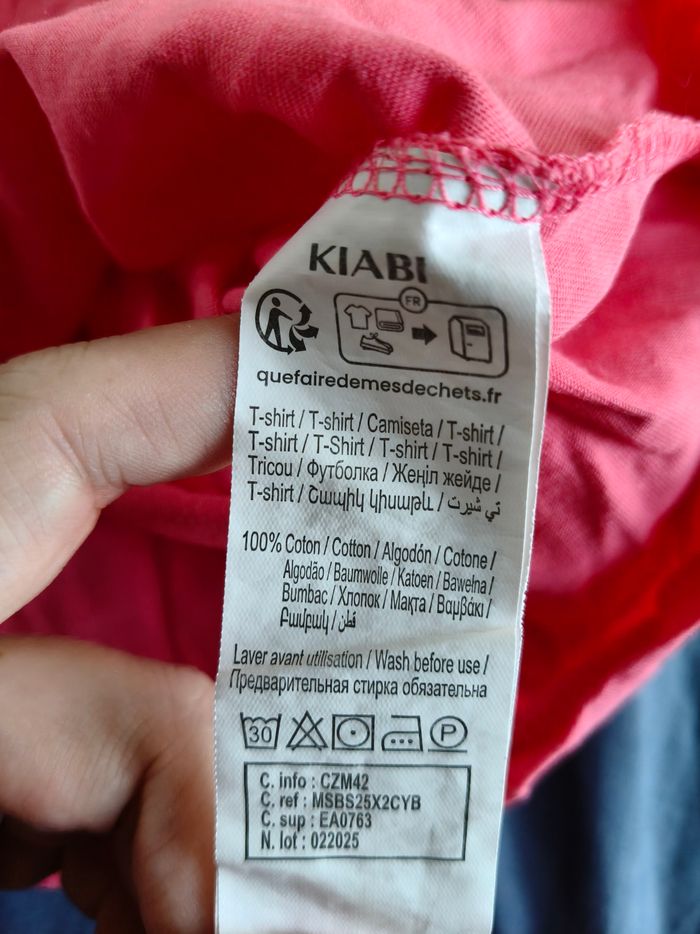 KIABI
FR
quefairedemesdechets.fr
T-shirt / T-shirt / Camiseta / T-shirt /
T-shirt / T-Shirt / T-shirt / T-shirt /
Tricou / Футболка / Жеңіл жейде /
T-shirt / Շապիկ կիսաթև / تي شيرت
100% Coton / Cotton / Algodón / Cotone /
Algodão / Baumwolle / Katoen / Bawełna /
Bumbac / Хлопок / Мақта / Βαμβάκι /
Բամբակ / قطن
Laver avant utilisation / Wash before use /
Предварительная стирка обязательна
30 P
C. info : CZM42
C. ref : MSBS25X2CYB
C. sup : EA0763
N. lot : 022025